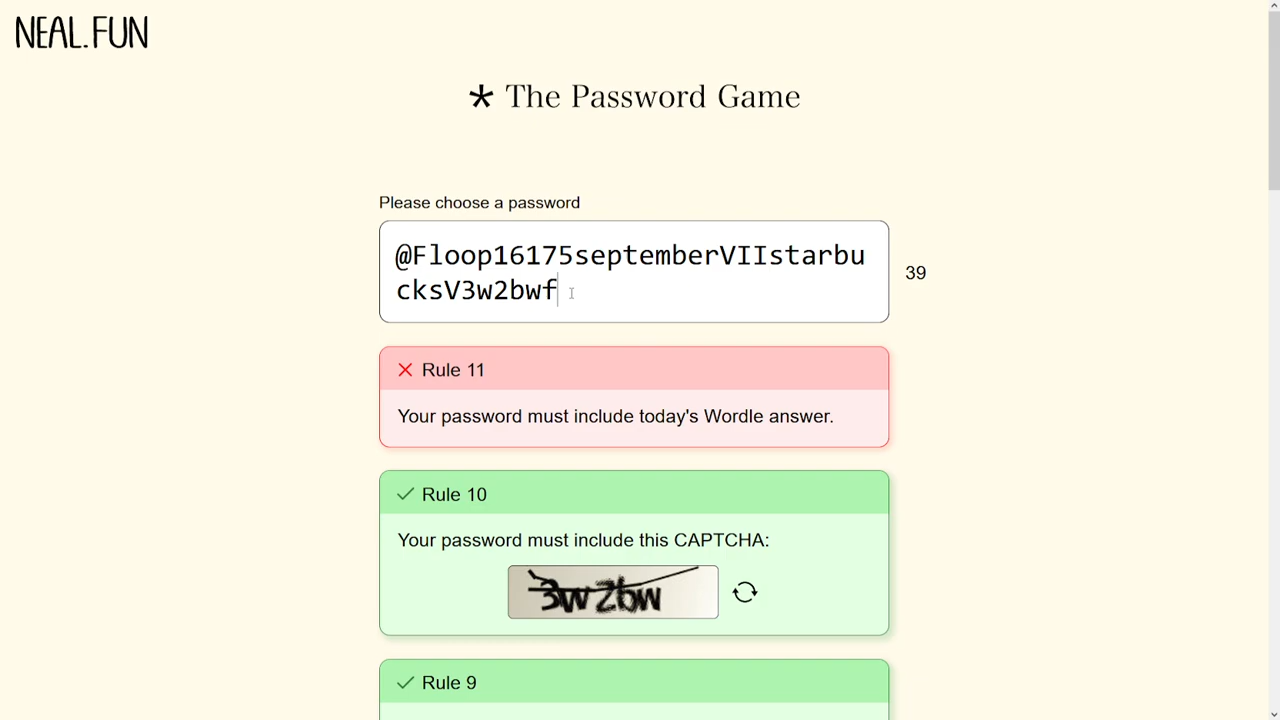 NEAL.FUN
* The Password Game
Please choose a password
@Floop16175septemberVIIstarbu
cksV3w2bwf
39
Rule 11
Your password must include today's Wordle answer.
Rule 10
Your password must include this CAPTCHA:
3w2bw
Rule 9